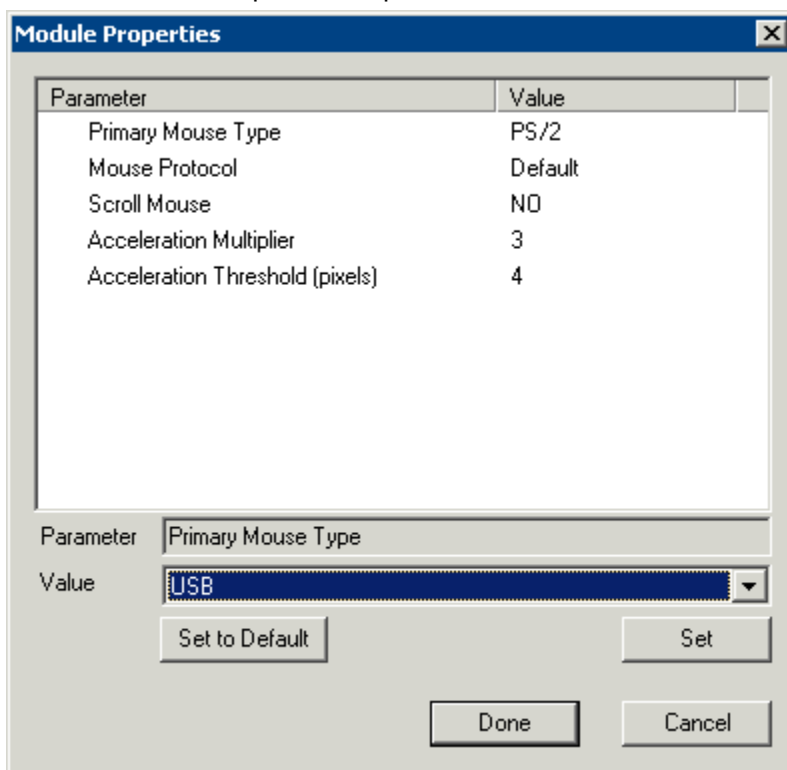 Module Properties
Parameter Value
Primary Mouse Type PS/2
Mouse Protocol Default
Scroll Mouse NO
Acceleration Multiplier 3
Acceleration Threshold (pixels) 4
Parameter Primary Mouse Type
Value USB
Set to Default Set
Done Cancel